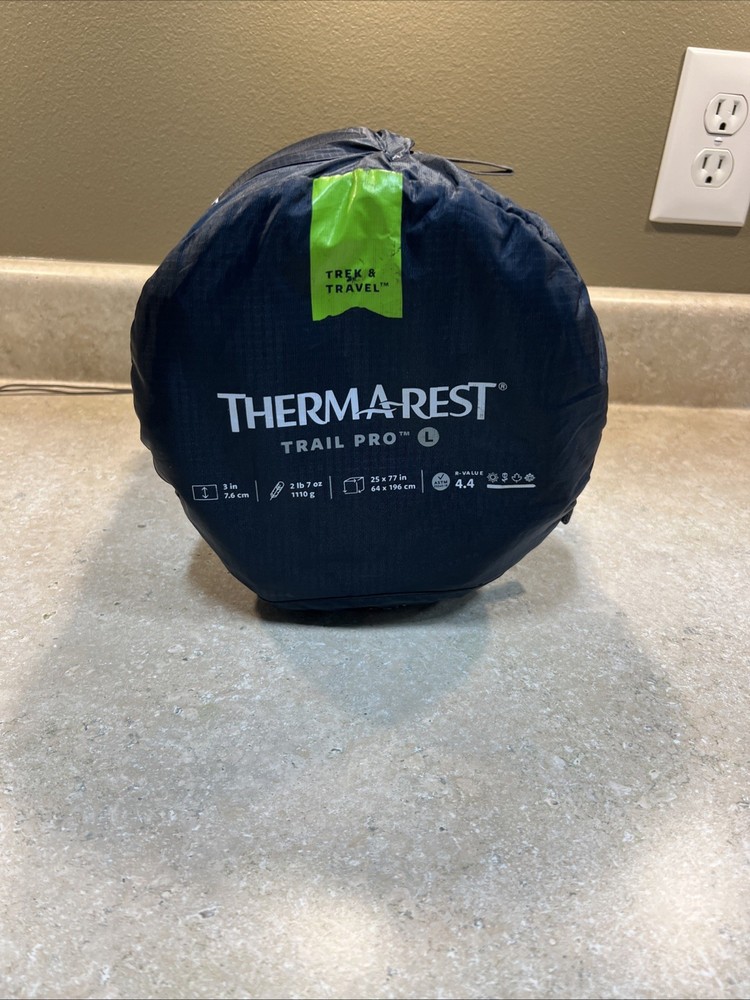 TREK &
TRAVEL™
THERMAREST®
TRAIL PRO™ L
3 in
7.6 cm
2 lb 7 oz
1110 g
25 x 77 in
64 x 196 cm
R-VALUE
4.4
ASTM